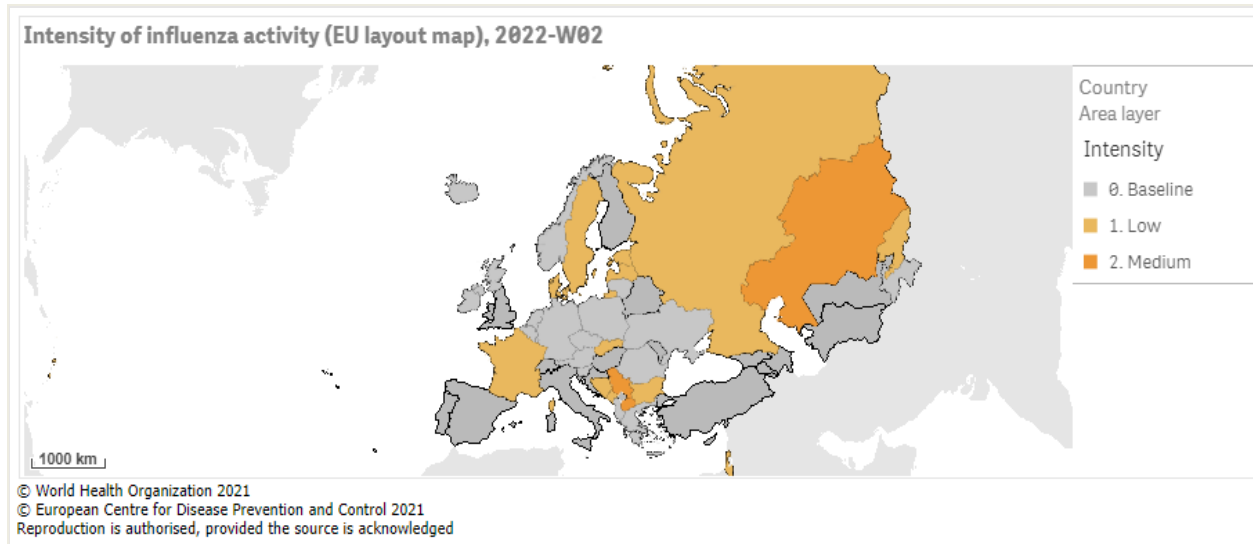 Intensity of influenza activity (EU layout map), 2022-W02
Country
Area layer
Intensity
0. Baseline
1. Low
2. Medium
1000 km
© World Health Organization 2021
© European Centre for Disease Prevention and Control 2021
Reproduction is authorised, provided the source is acknowledged